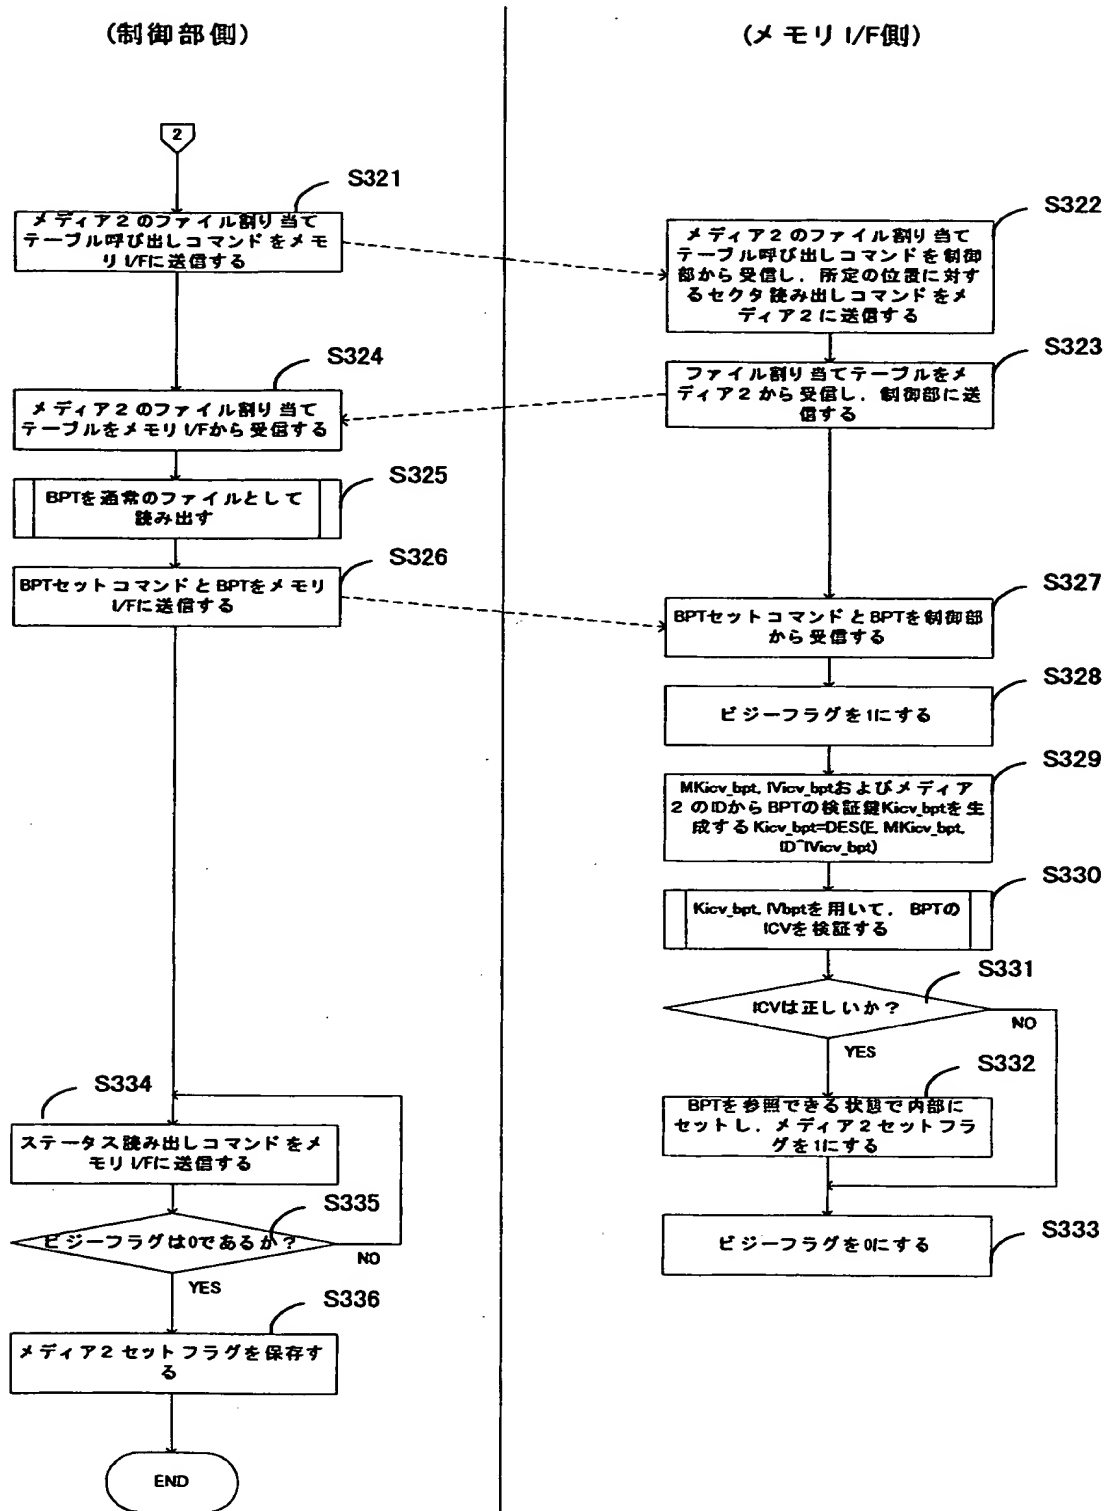 (制御部側)
(メモリI/F側)
2
S321
メディア2のファイル割り当て
テーブル呼び出しコマンドをメモ
リI/Fに送信する
S322
メディア2のファイル割り当て
テーブル呼び出しコマンドを制御
部から受信し，所定の位置に対す
るセクタ読み出しコマンドをメ
ディア2に送信する
S323
ファイル割り当てテーブルをメ
ディア2から受信し，制御部に送
信する
S324
メディア2のファイル割り当て
テーブルをメモリI/Fから受信する
S325
BPTを通常のファイルとして
読み出す
S326
BPTセットコマンドとBPTをメモリ
I/Fに送信する
S327
BPTセットコマンドとBPTを制御部
から受信する
S328
ビジーフラグを1にする
S329
MKicv_bpt, IVicv_bptおよびメディア
2のIDからBPTの検証鍵Kicv_bptを生
成するKicv_bpt=DES(E, MKicv_bpt,
ID^IVicv_bpt)
S330
Kicv_bpt, IVbptを用いて，BPTの
ICVを検証する
S331
ICVは正しいか？
NO
YES
S332
BPTを参照できる状態で内部に
セットし，メディア2セットフラ
グを1にする
S333
ビジーフラグを0にする
S334
ステータス読み出しコマンドをメ
モリI/Fに送信する
S335
ビジーフラグは0であるか？
NO
YES
S336
メディア2セットフラグを保存す
る
END